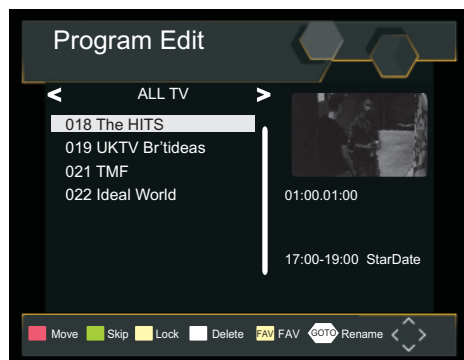 Program Edit
< ALL TV >
018 The HITS
019 UKTV Br'tideas
021 TMF
022 Ideal World
01:00.01:00
17:00-19:00 StarDate
Move Skip Lock Delete FAV FAV GOTO Rename